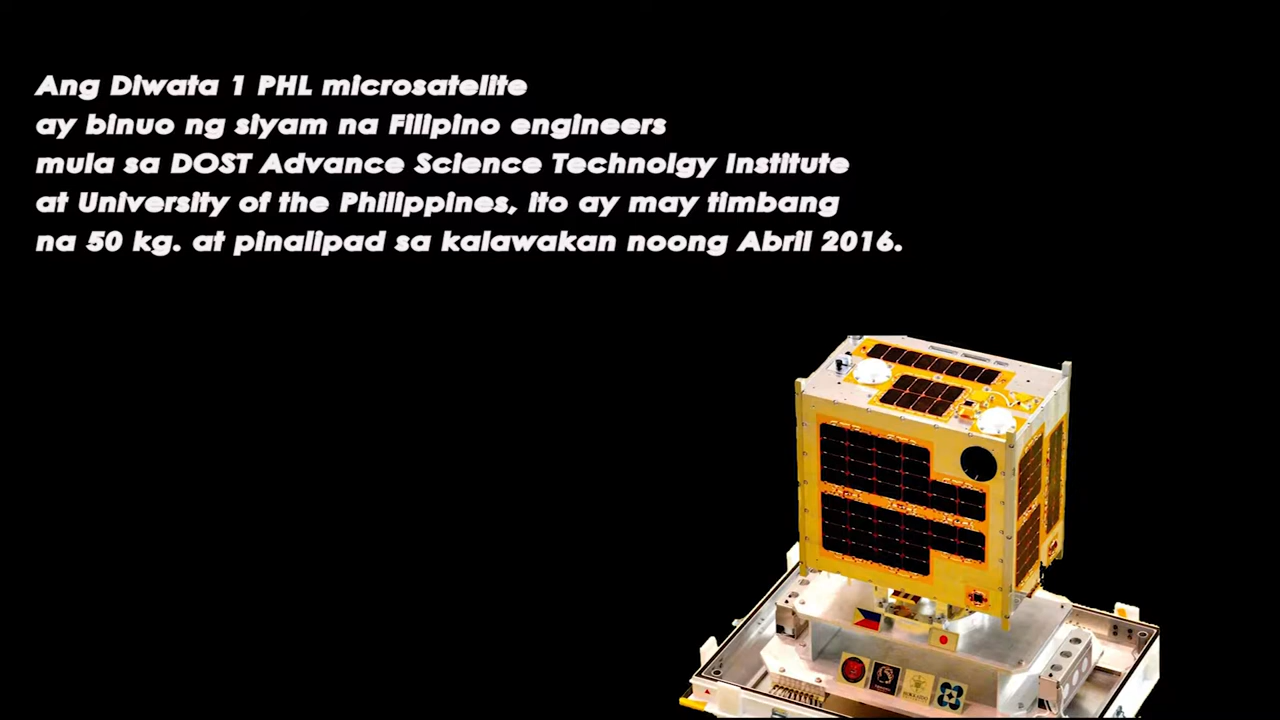 Ang Diwata 1 PHL microsatelite
ay binuo ng siyam na Filipino engineers
mula sa DOST Advance Science Technolgy Institute
at University of the Philippines, ito ay may timbang
na 50 kg. at pinalipad sa kalawakan noong Abril 2016.